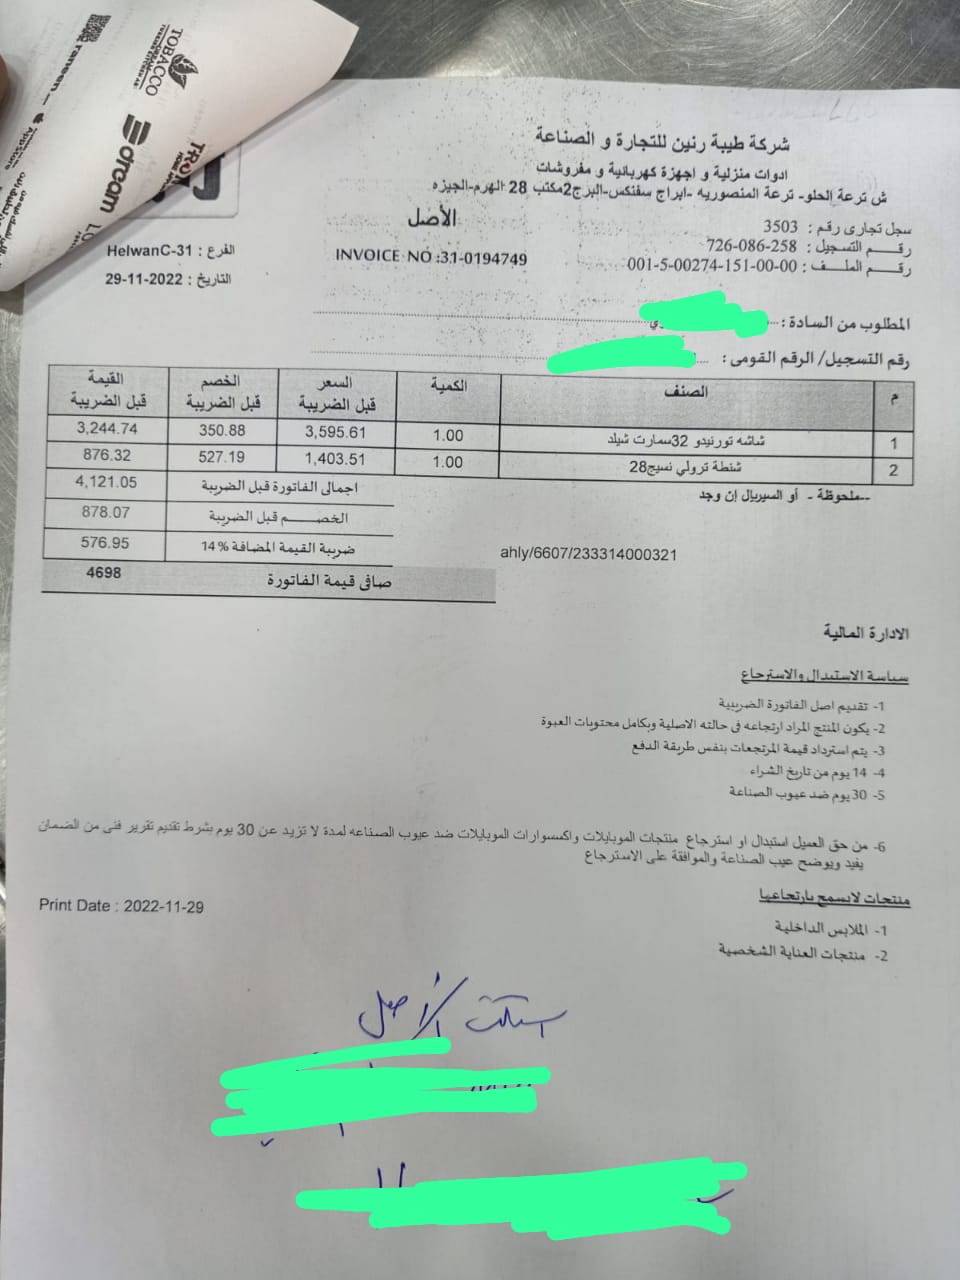 TOBACCO
dream
شركة طيبة رنين للتجارة و الصناعة
ادوات منزلية و اجهزة كهربائية و مفروشات
ش ترعة الحلو- ترعة المنصوريه -ابراج سفنكس-البرج2مكتب 28 الهرم-الجيزه
الأصل
سجل تجارى رقم : 3503
رقـــم التسجيل : 258-086-726
رقـــم الملــف : 00-00-151-00274-5-001
INVOICE NO :31-0194749
الفرع : HelwanC-31
التاريخ : 29-11-2022
المطلوب من السادة :
رقم التسجيل/ الرقم القومى :
م الصنف الكمية السعر قبل الضريبة الخصم قبل الضريبة القيمة قبل الضريبة
1 شاشه تورنيدو 32سمارت شيلد 1.00 3,595.61 350.88 3,244.74
2 شنطة ترولي نسيج28 1.00 1,403.51 527.19 876.32
اجمالى الفاتورة قبل الضريبة 4,121.05
الخصـــــم قبل الضريبة 878.07
ضريبة القيمة المضافة %14 576.95
صافى قيمة الفاتورة 4698
--ملحوظة - أو السيريال إن وجد
ahly/6607/233314000321
الادارة المالية
سياسة الاستبدال والاسترجاع
1- تقديم اصل الفاتورة الضريبية
2- يكون المنتج المراد ارتجاعه فى حالته الاصلية وبكامل محتويات العبوة
3- يتم استرداد قيمة المرتجعات بنفس طريقة الدفع
4- 14 يوم من تاريخ الشراء
5- 30 يوم ضد عيوب الصناعة
6- من حق العميل استبدال او استرجاع منتجات الموبايلات واكسسوارات الموبايلات ضد عيوب الصناعه لمدة لا تزيد عن 30 يوم بشرط تقديم تقرير فنى من الضمان
يفيد ويوضح عيب الصناعة والموافقة على الاسترجاع
منتجات لايسمح بارتجاعها
1- الملابس الداخلية
2- منتجات العناية الشخصية
Print Date : 2022-11-29
استلمت الأصل